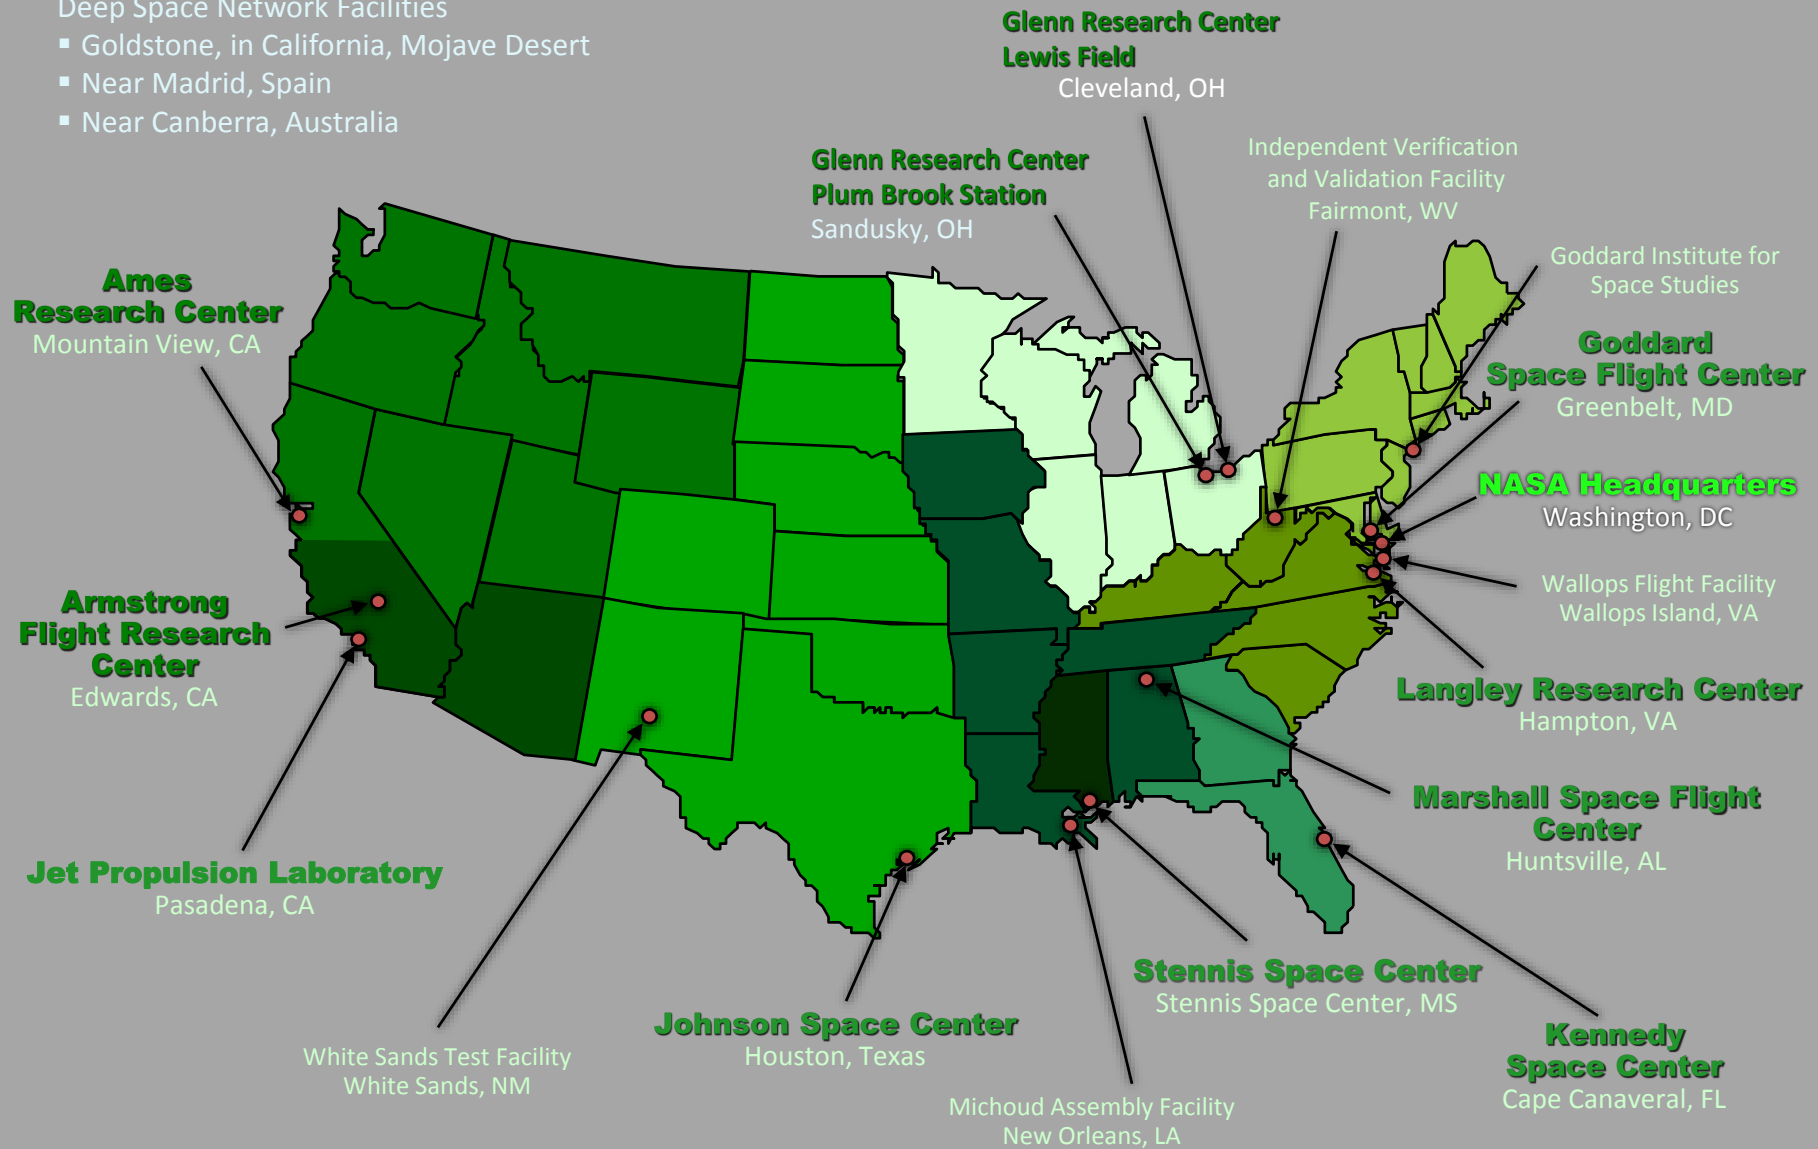 Deep Space Network Facilities
▪ Goldstone, in California, Mojave Desert
▪ Near Madrid, Spain
▪ Near Canberra, Australia
Glenn Research Center
Lewis Field
Cleveland, OH
Glenn Research Center
Plum Brook Station
Sandusky, OH
Independent Verification
and Validation Facility
Fairmont, WV
Goddard Institute for
Space Studies
Ames
Research Center
Mountain View, CA
Goddard
Space Flight Center
Greenbelt, MD
NASA Headquarters
Washington, DC
Wallops Flight Facility
Wallops Island, VA
Armstrong
Flight Research
Center
Edwards, CA
Langley Research Center
Hampton, VA
Marshall Space Flight
Center
Huntsville, AL
Jet Propulsion Laboratory
Pasadena, CA
Stennis Space Center
Stennis Space Center, MS
Johnson Space Center
Houston, Texas
Kennedy
Space Center
Cape Canaveral, FL
White Sands Test Facility
White Sands, NM
Michoud Assembly Facility
New Orleans, LA